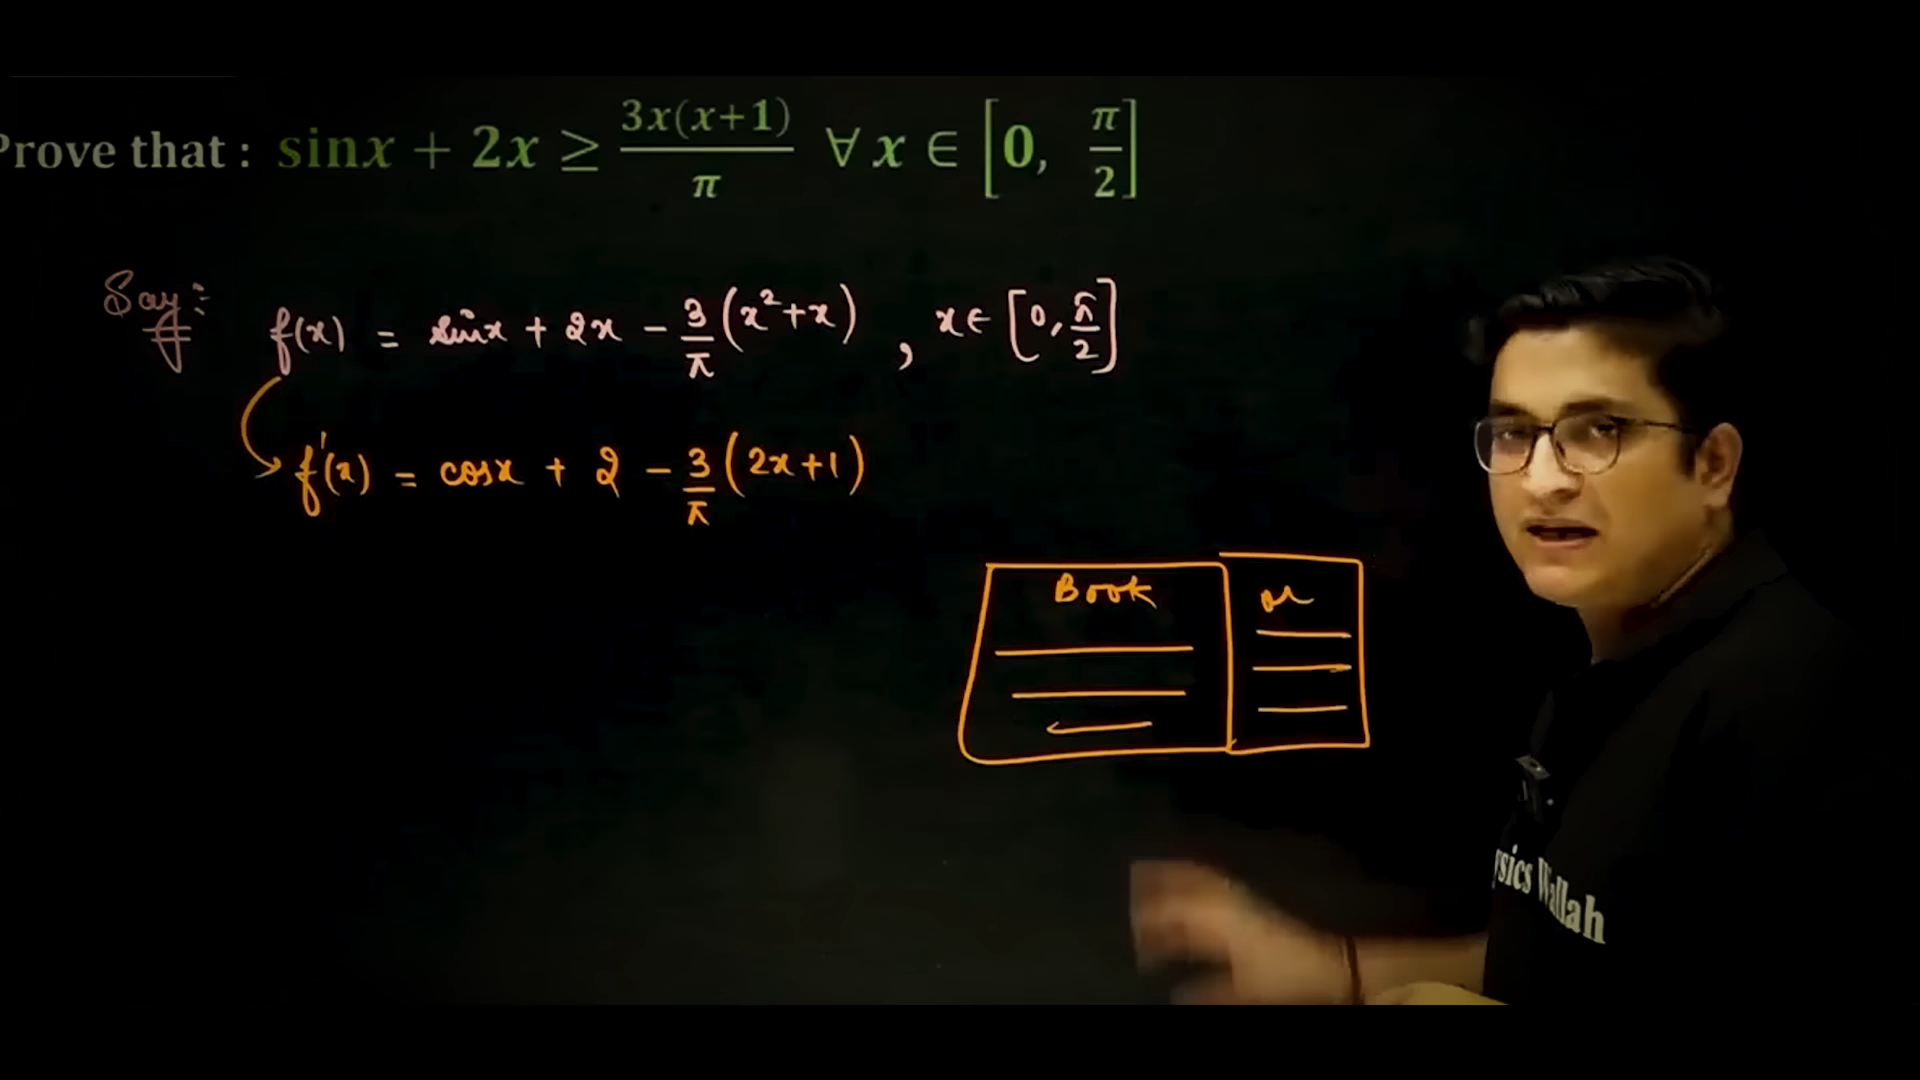 Prove that : sinx + 2x ≥ 3x(x+1)/π ∀ x ∈ [0, π/2]
Say:
f(x) = sinx + 2x − 3/π (x² + x) , x ∈ [0, π/2]
f'(x) = cosx + 2 − 3/π (2x+1)
Book
ysics Wallah